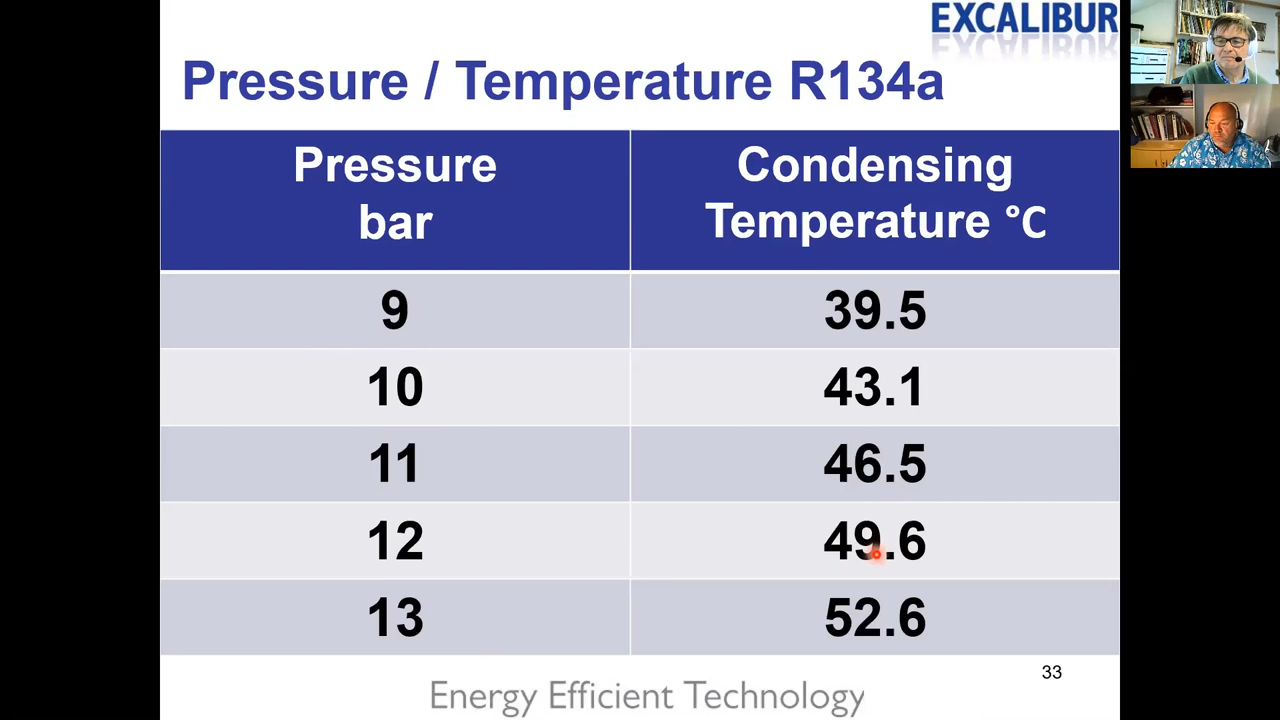 EXCALIBUR
Pressure / Temperature R134a
Pressure
bar
Condensing
Temperature °C
9
39.5
10
43.1
11
46.5
12
49.6
13
52.6
33
Energy Efficient Technology